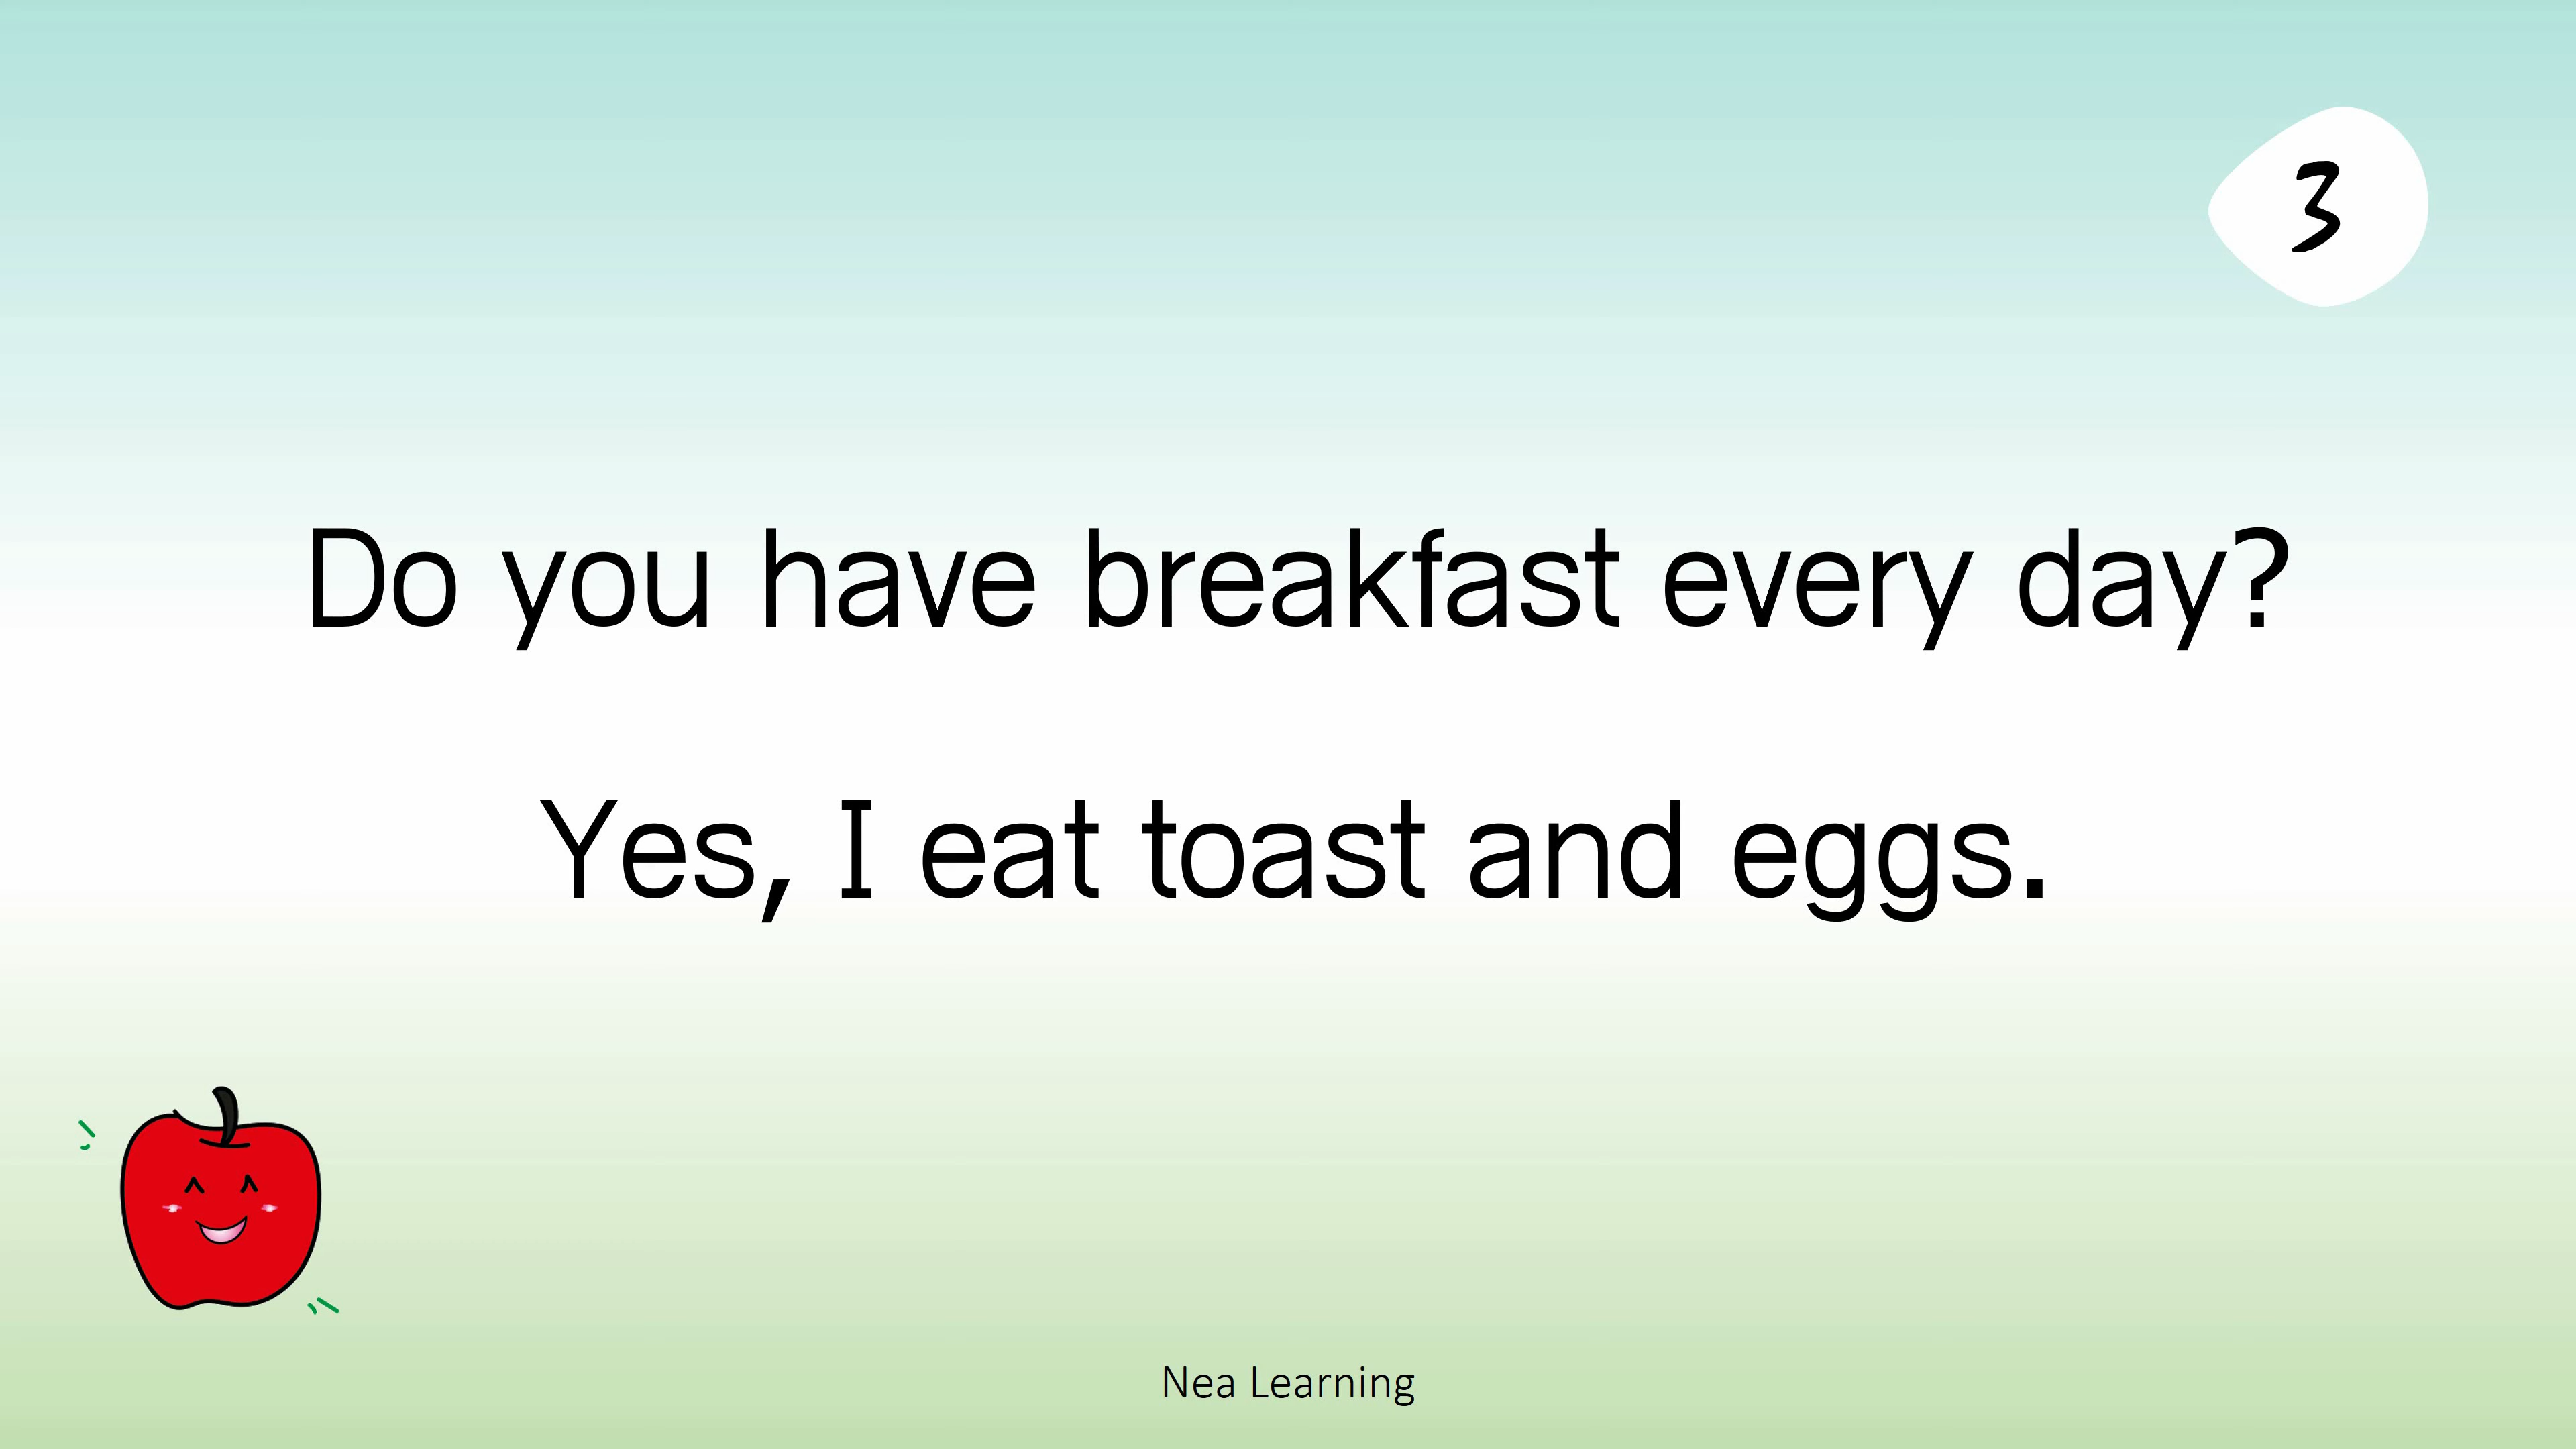 3
Do you have breakfast every day?
Yes, I eat toast and eggs.
Nea Learning